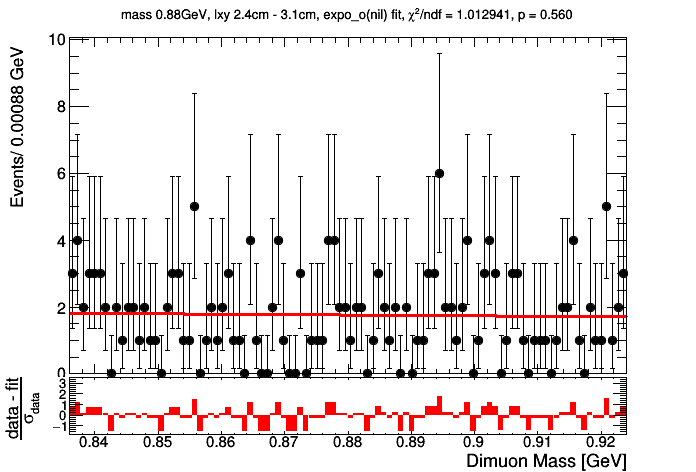 mass 0.88GeV, lxy 2.4cm - 3.1cm, expo_o(nil) fit, χ²/ndf = 1.012941, p = 0.560
Events/ 0.00088 GeV
10
8
6
4
2
0
data - fit
σdata
3
2
1
0
−1
0.84 0.85 0.86 0.87 0.88 0.89 0.9 0.91 0.92
Dimuon Mass [GeV]